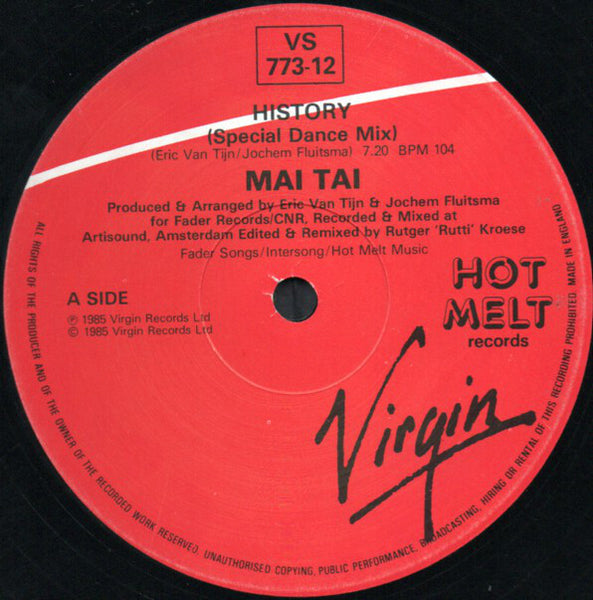 VS
773-12
HISTORY
(Special Dance Mix)
(Eric Van Tijn/Jochem Fluitsma) 7.20 BPM 104
MAI TAI
Produced & Arranged by Eric Van Tijn & Jochem Fluitsma
for Fader Records/CNR, Recorded & Mixed at
Artisound, Amsterdam Edited & Remixed by Rutger 'Rutti' Kroese
Fader Songs/Intersong/Hot Melt Music
A SIDE
℗ 1985 Virgin Records Ltd
© 1985 Virgin Records Ltd
HOT
MELT
records
Virgin
ALL RIGHTS OF THE PRODUCER AND OF THE OWNER OF THE RECORDED WORK RESERVED. UNAUTHORISED COPYING, PUBLIC PERFORMANCE, BROADCASTING, HIRING OR RENTAL OF THIS RECORDING PROHIBITED. MADE IN ENGLAND